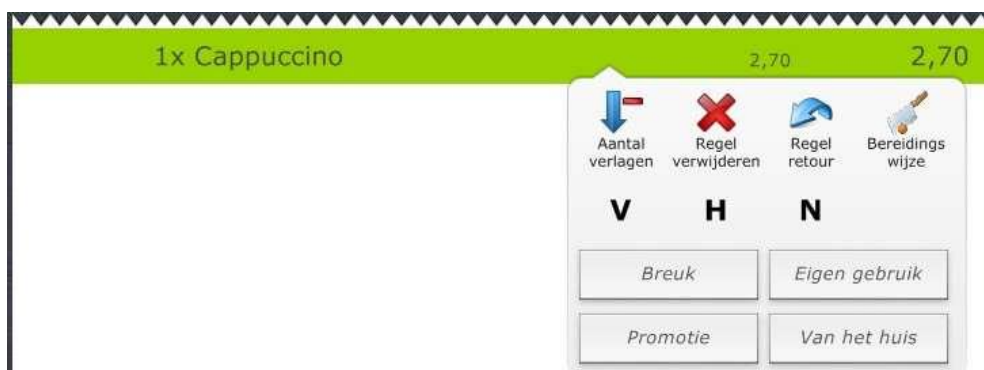 1x Cappuccino 2,70 2,70
Aantal verlagen
Regel verwijderen
Regel retour
Bereidings wijze
V H N
Breuk
Eigen gebruik
Promotie
Van het huis